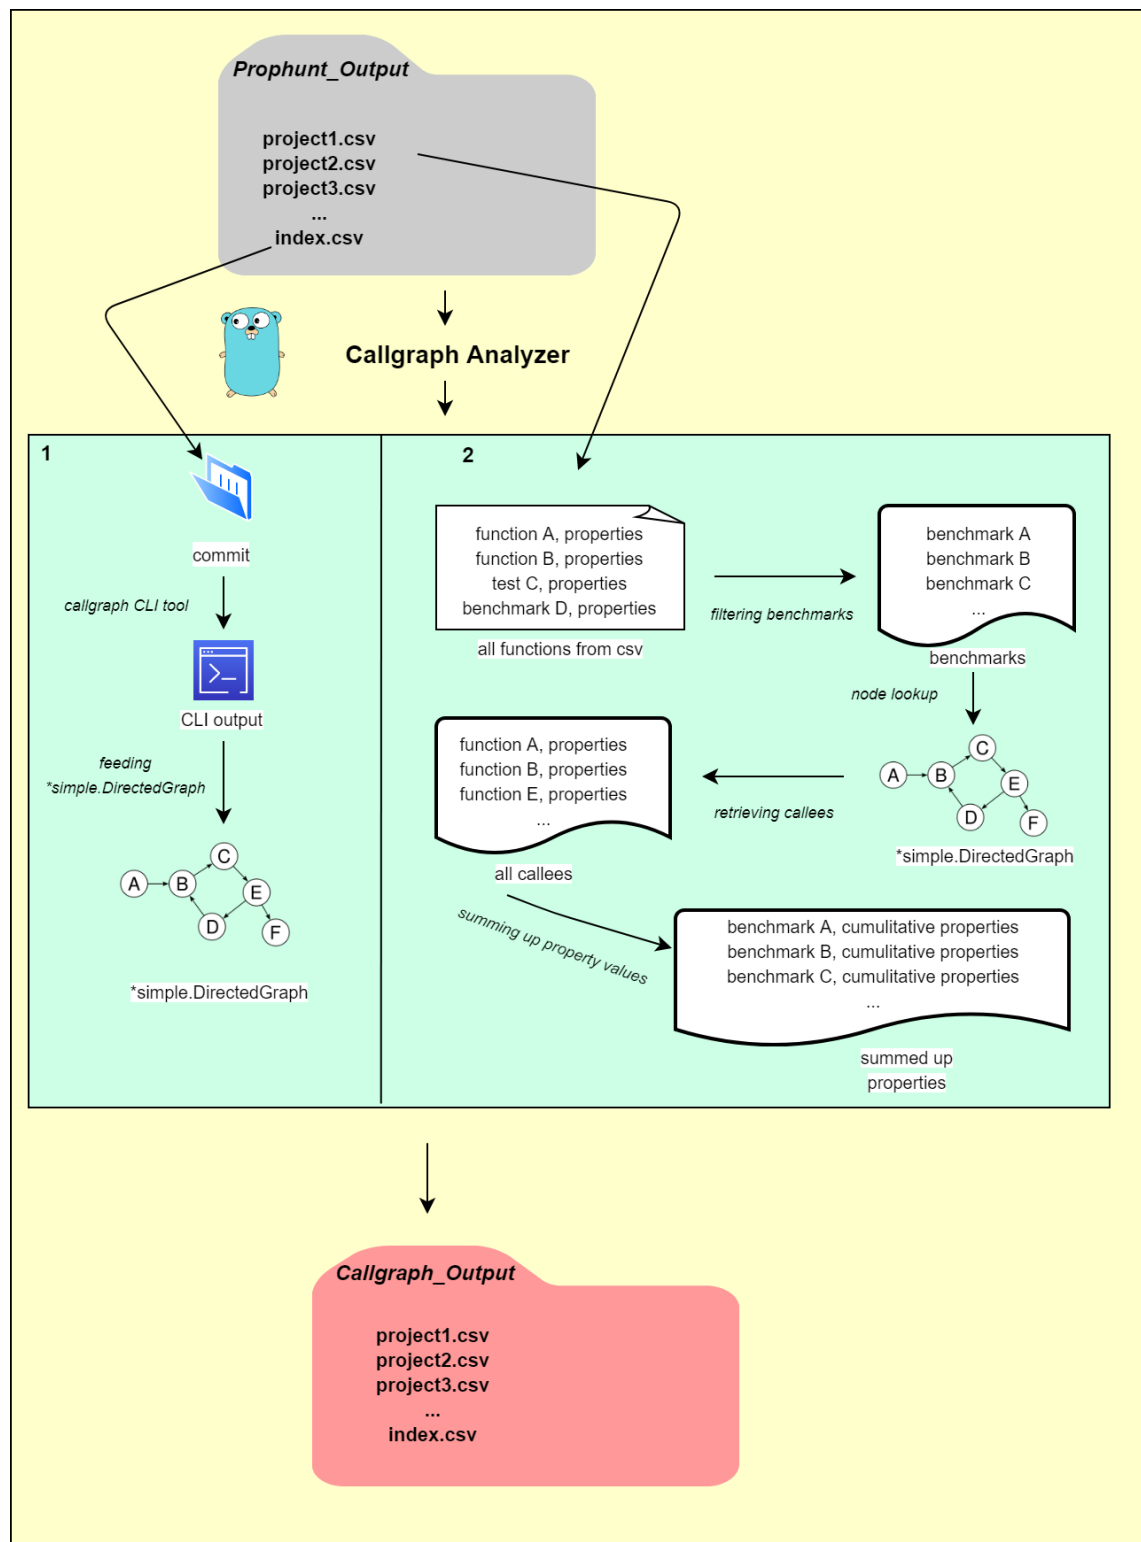 Prophunt_Output
project1.csv
project2.csv
project3.csv
...
index.csv
Callgraph Analyzer
1
commit
callgraph CLI tool
CLI output
feeding
*simple.DirectedGraph
A
B
C
D
E
F
*simple.DirectedGraph
2
function A, properties
function B, properties
test C, properties
benchmark D, properties
all functions from csv
filtering benchmarks
benchmark A
benchmark B
benchmark C
...
benchmarks
node lookup
A
B
C
D
E
F
*simple.DirectedGraph
retrieving callees
function A, properties
function B, properties
function E, properties
...
all callees
summing up property values
benchmark A, cumulitative properties
benchmark B, cumulitative properties
benchmark C, cumulitative properties
...
summed up
properties
Callgraph_Output
project1.csv
project2.csv
project3.csv
...
index.csv